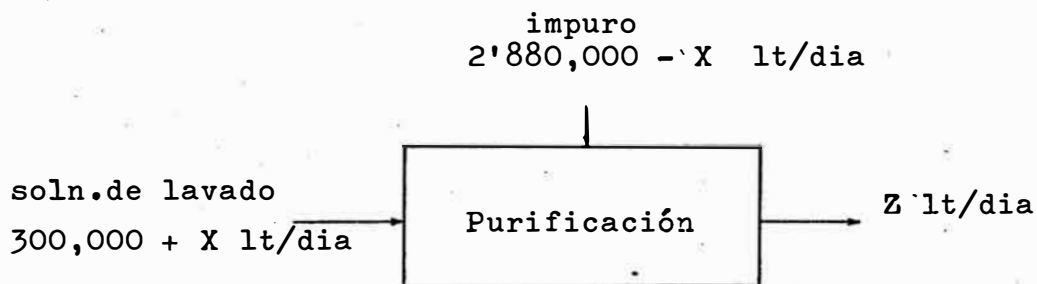 impuro
2'880,000 - X lt/dia
soln.de lavado
300,000 + X lt/dia
Purificación
Z lt/dia